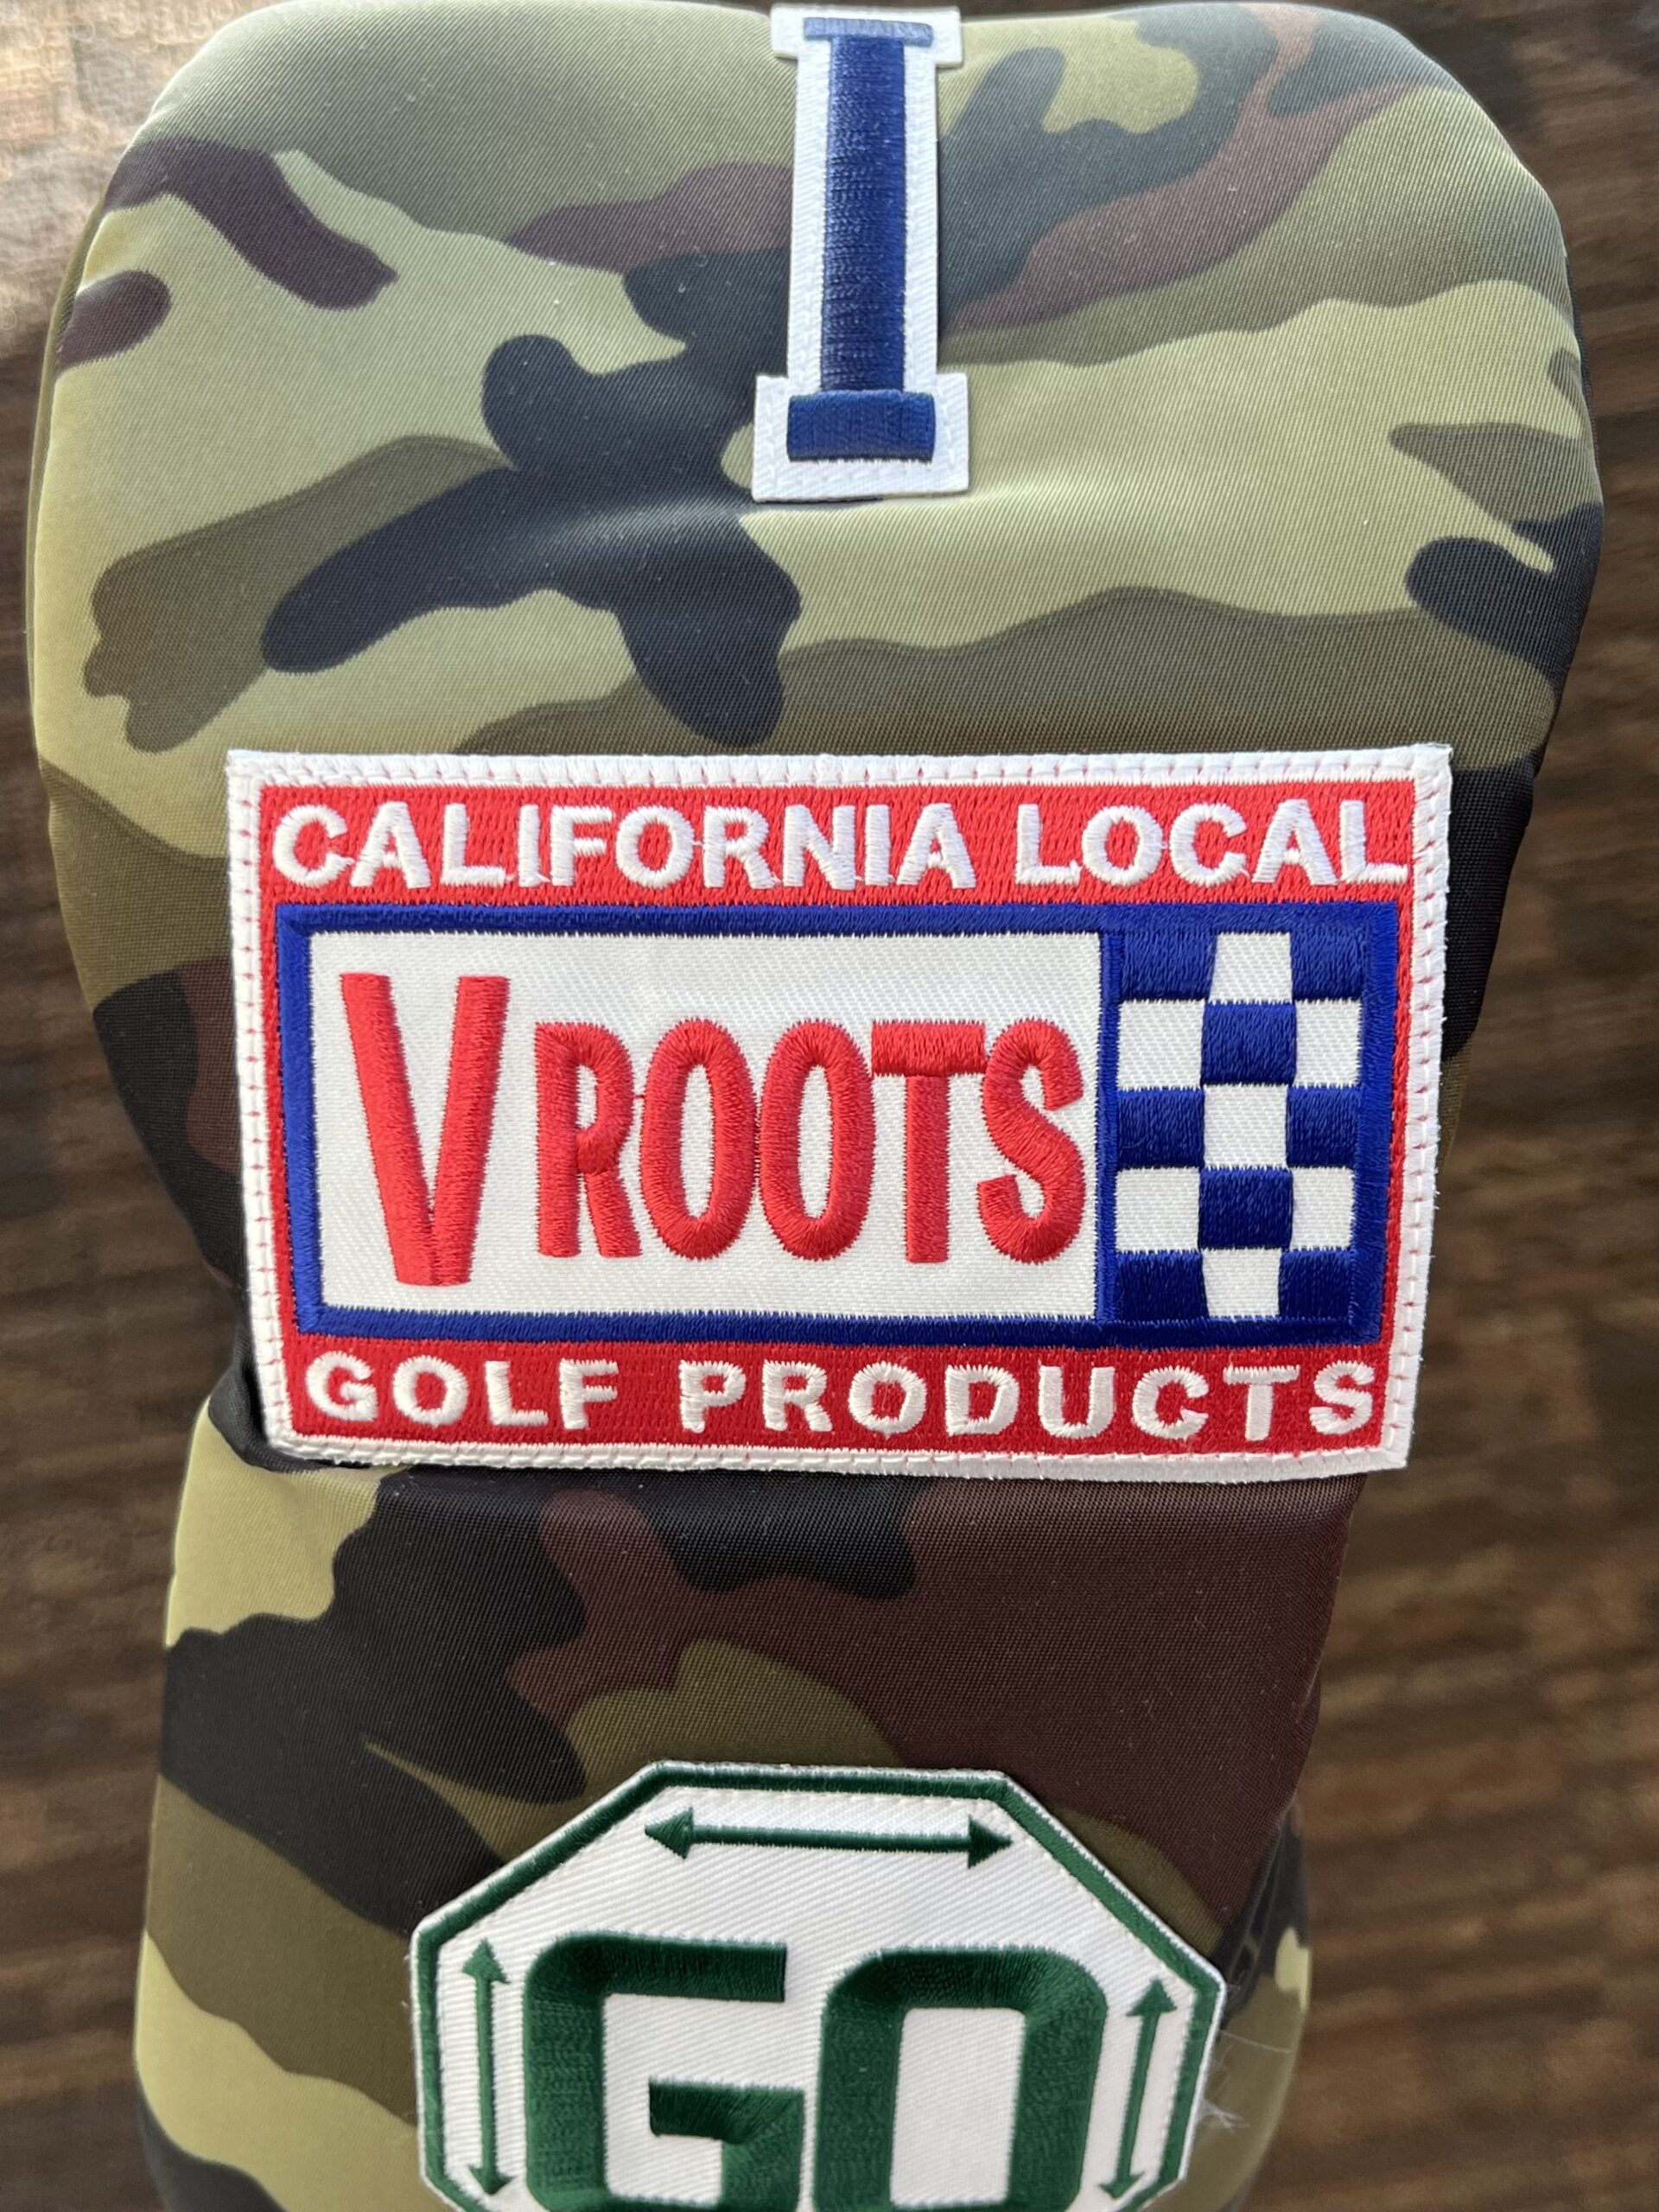 I
CALIFORNIA LOCAL
V ROOTS
GOLF PRODUCTS
GO